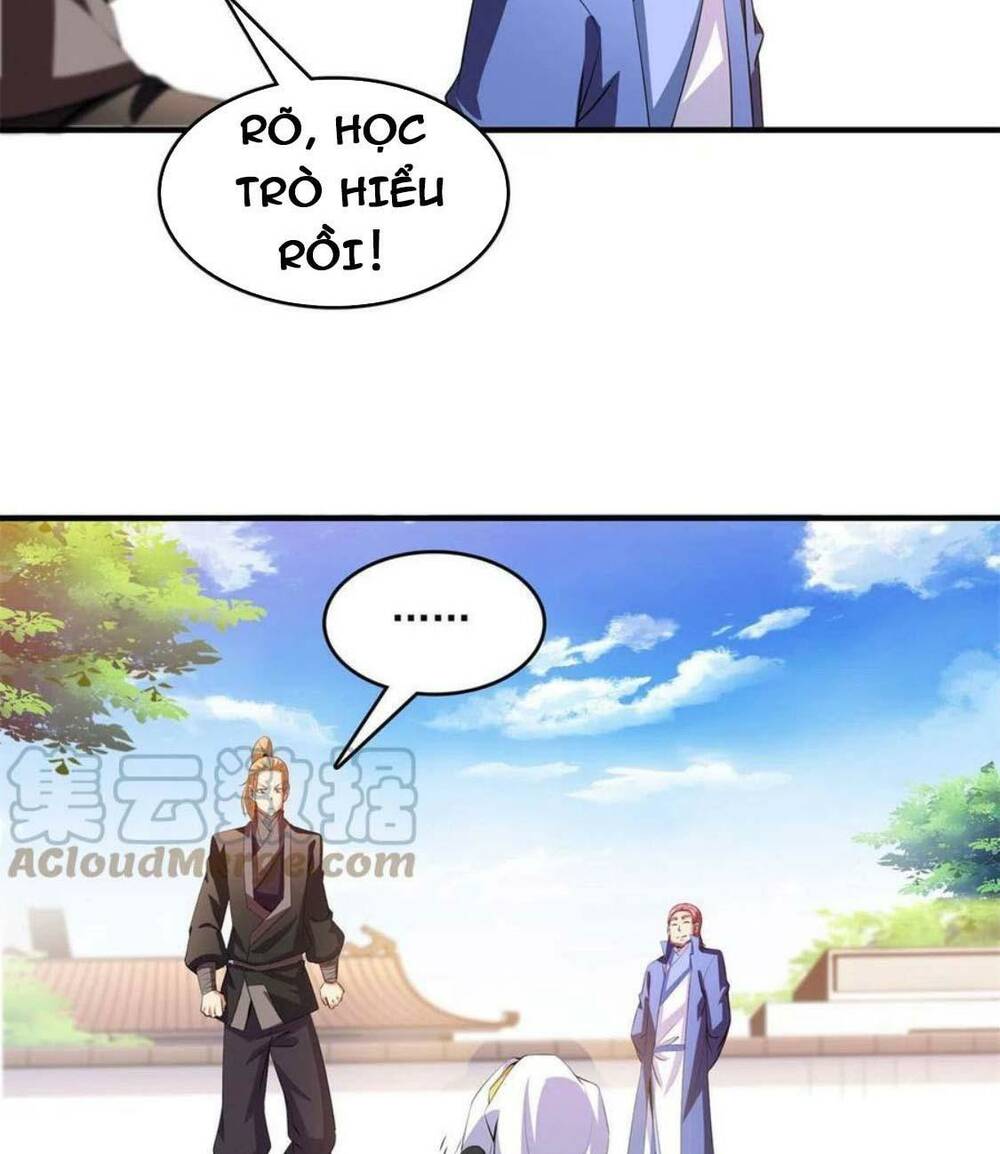 RÕ, HỌC
TRÒ HIỂU
RỒI!
......
集云数据
ACloudMerge.com